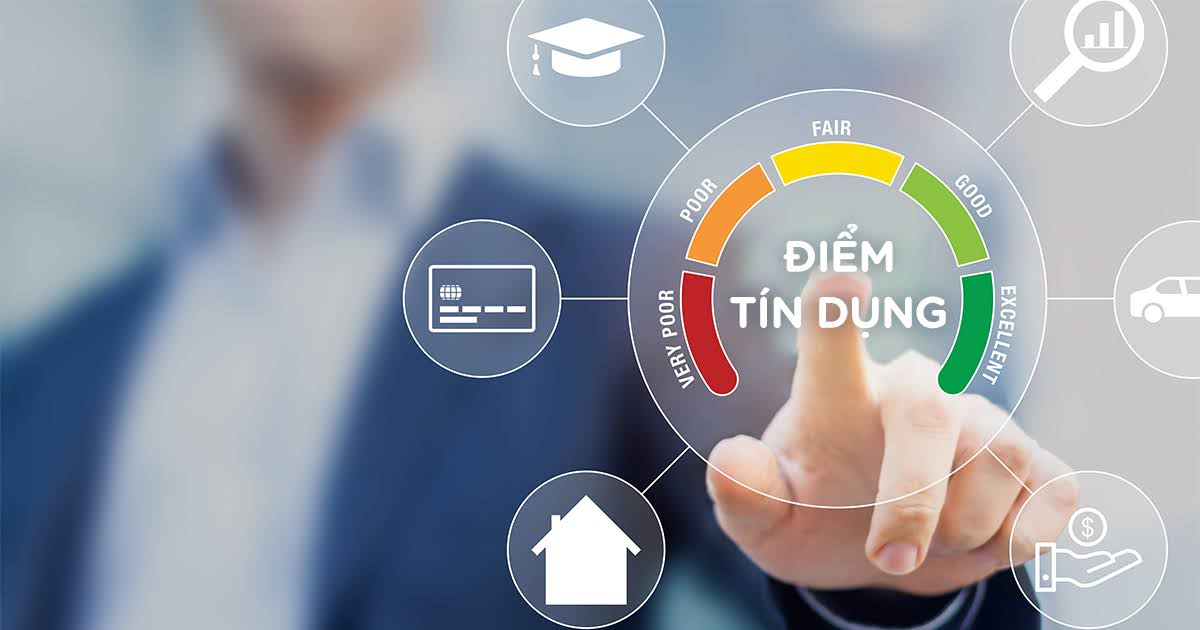 FAIR
POOR
GOOD
ĐIỂM
TÍN DỤNG
VERY POOR
EXCELLENT
$